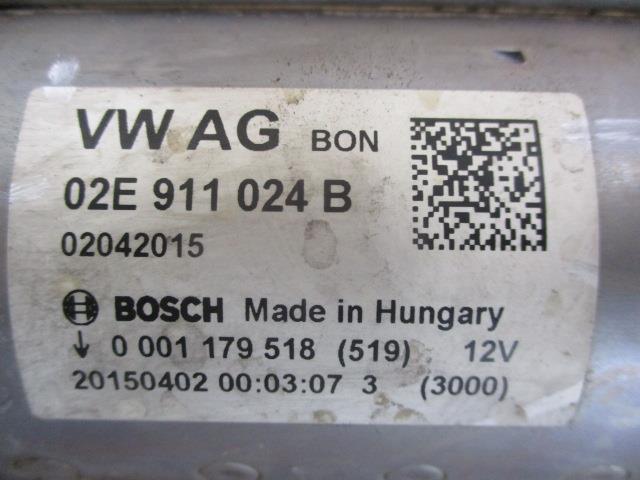 VW AG BON
02E 911 024 B
02042015
BOSCH Made in Hungary
↓ 0 001 179 518 (519) 12V
20150402 00:03:07 3 (3000)